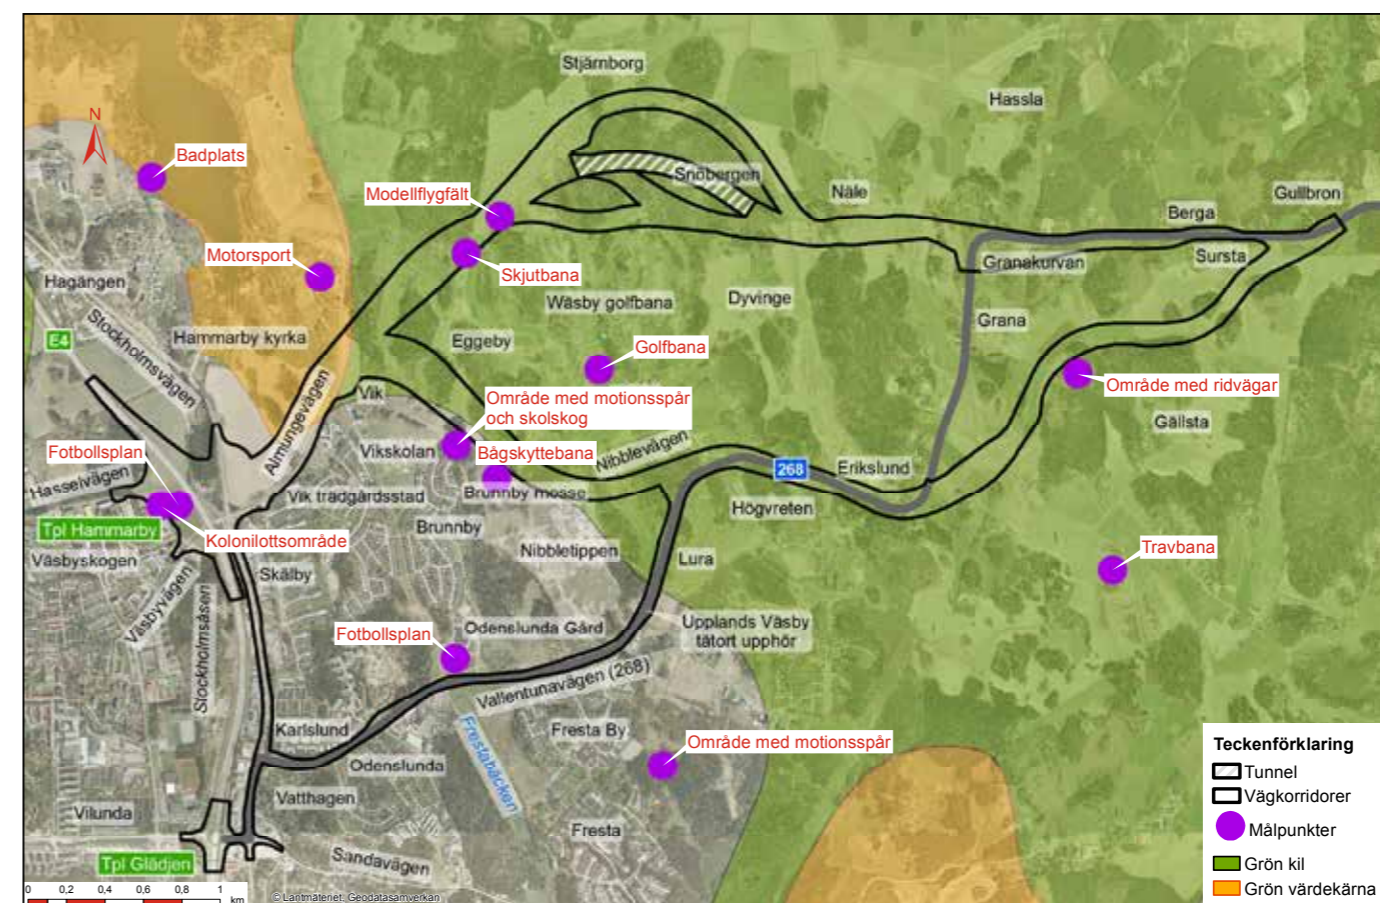 Stjärnborg
Hassla
N
Badplats
Snöbergen
Modellflygfält
Näle
Gullbron
Berga
Motorsport
Skjutbana
Granakurvan
Sursta
Hagängen
Wäsby golfbana
Dyvinge
Stockholmsvägen
Grana
E4
Hammarby kyrka
Eggeby
Golfbana
Almungevägen
Vik
Område med motionsspår
och skolskog
Område med ridvägar
Gällsta
Fotbollsplan
Vikskolan
Bågskyttebana
Nibblevägen
268
Erikslund
Hasselvägen
Vik trädgårdsstad
Brunnby mosse
Högvreten
Tpl Hammarby
Kolonilottsområde
Brunnby
Nibbletippen
Lura
Travbana
Väsbyskogen
Skälby
Väsbyvägen
Stockholmsåsen
Fotbollsplan
Odenslunda Gård
Upplands Väsby
tätort upphör
Vallentunavägen (268)
Karlslund
Frestabäcken
Fresta By
Område med motionsspår
Odenslunda
Vatthagen
Vilunda
Fresta
Tpl Glädjen
Sandavägen
Teckenförklaring
Tunnel
Vägkorridorer
Målpunkter
Grön kil
Grön värdekärna
0 0,2 0,4 0,6 0,8 1
km
© Lantmäteriet, Geodatasamverkan